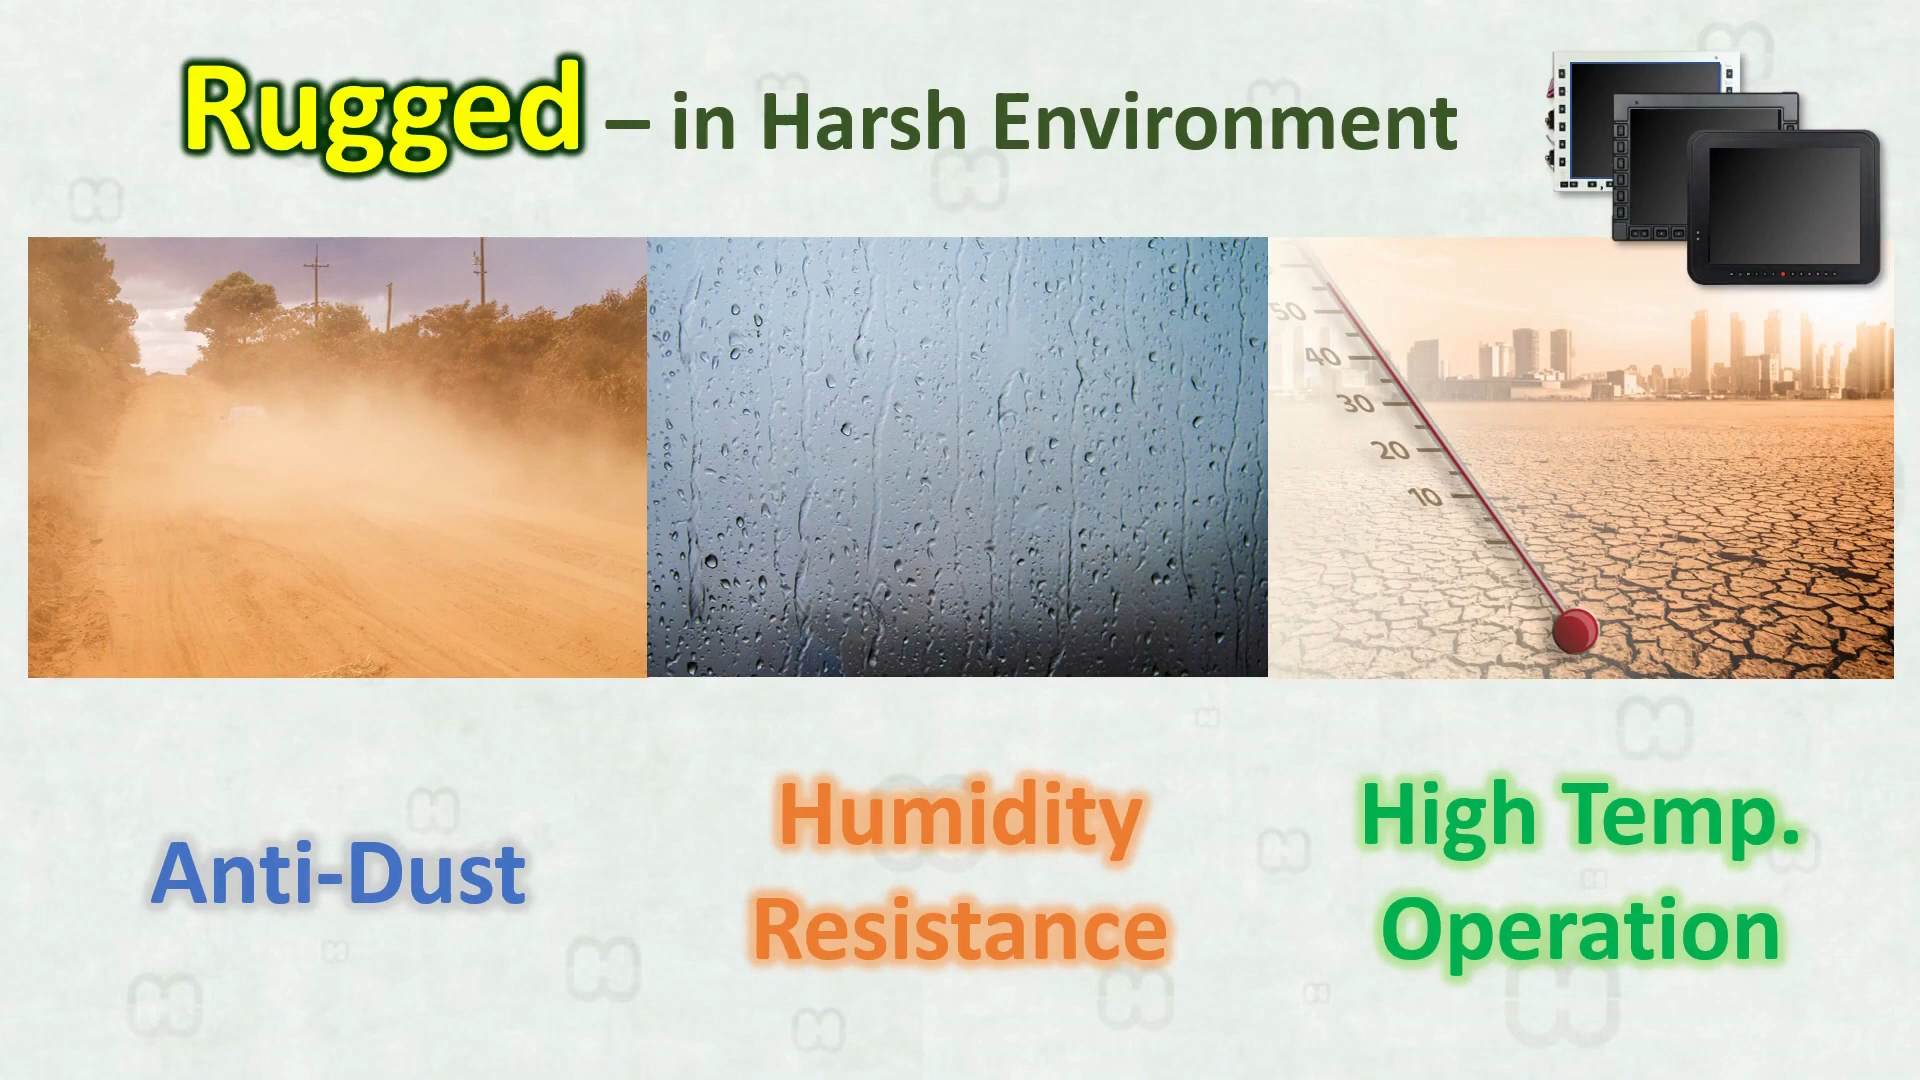 Rugged – in Harsh Environment
50
40
30
20
10
Anti-Dust
Humidity
Resistance
High Temp.
Operation